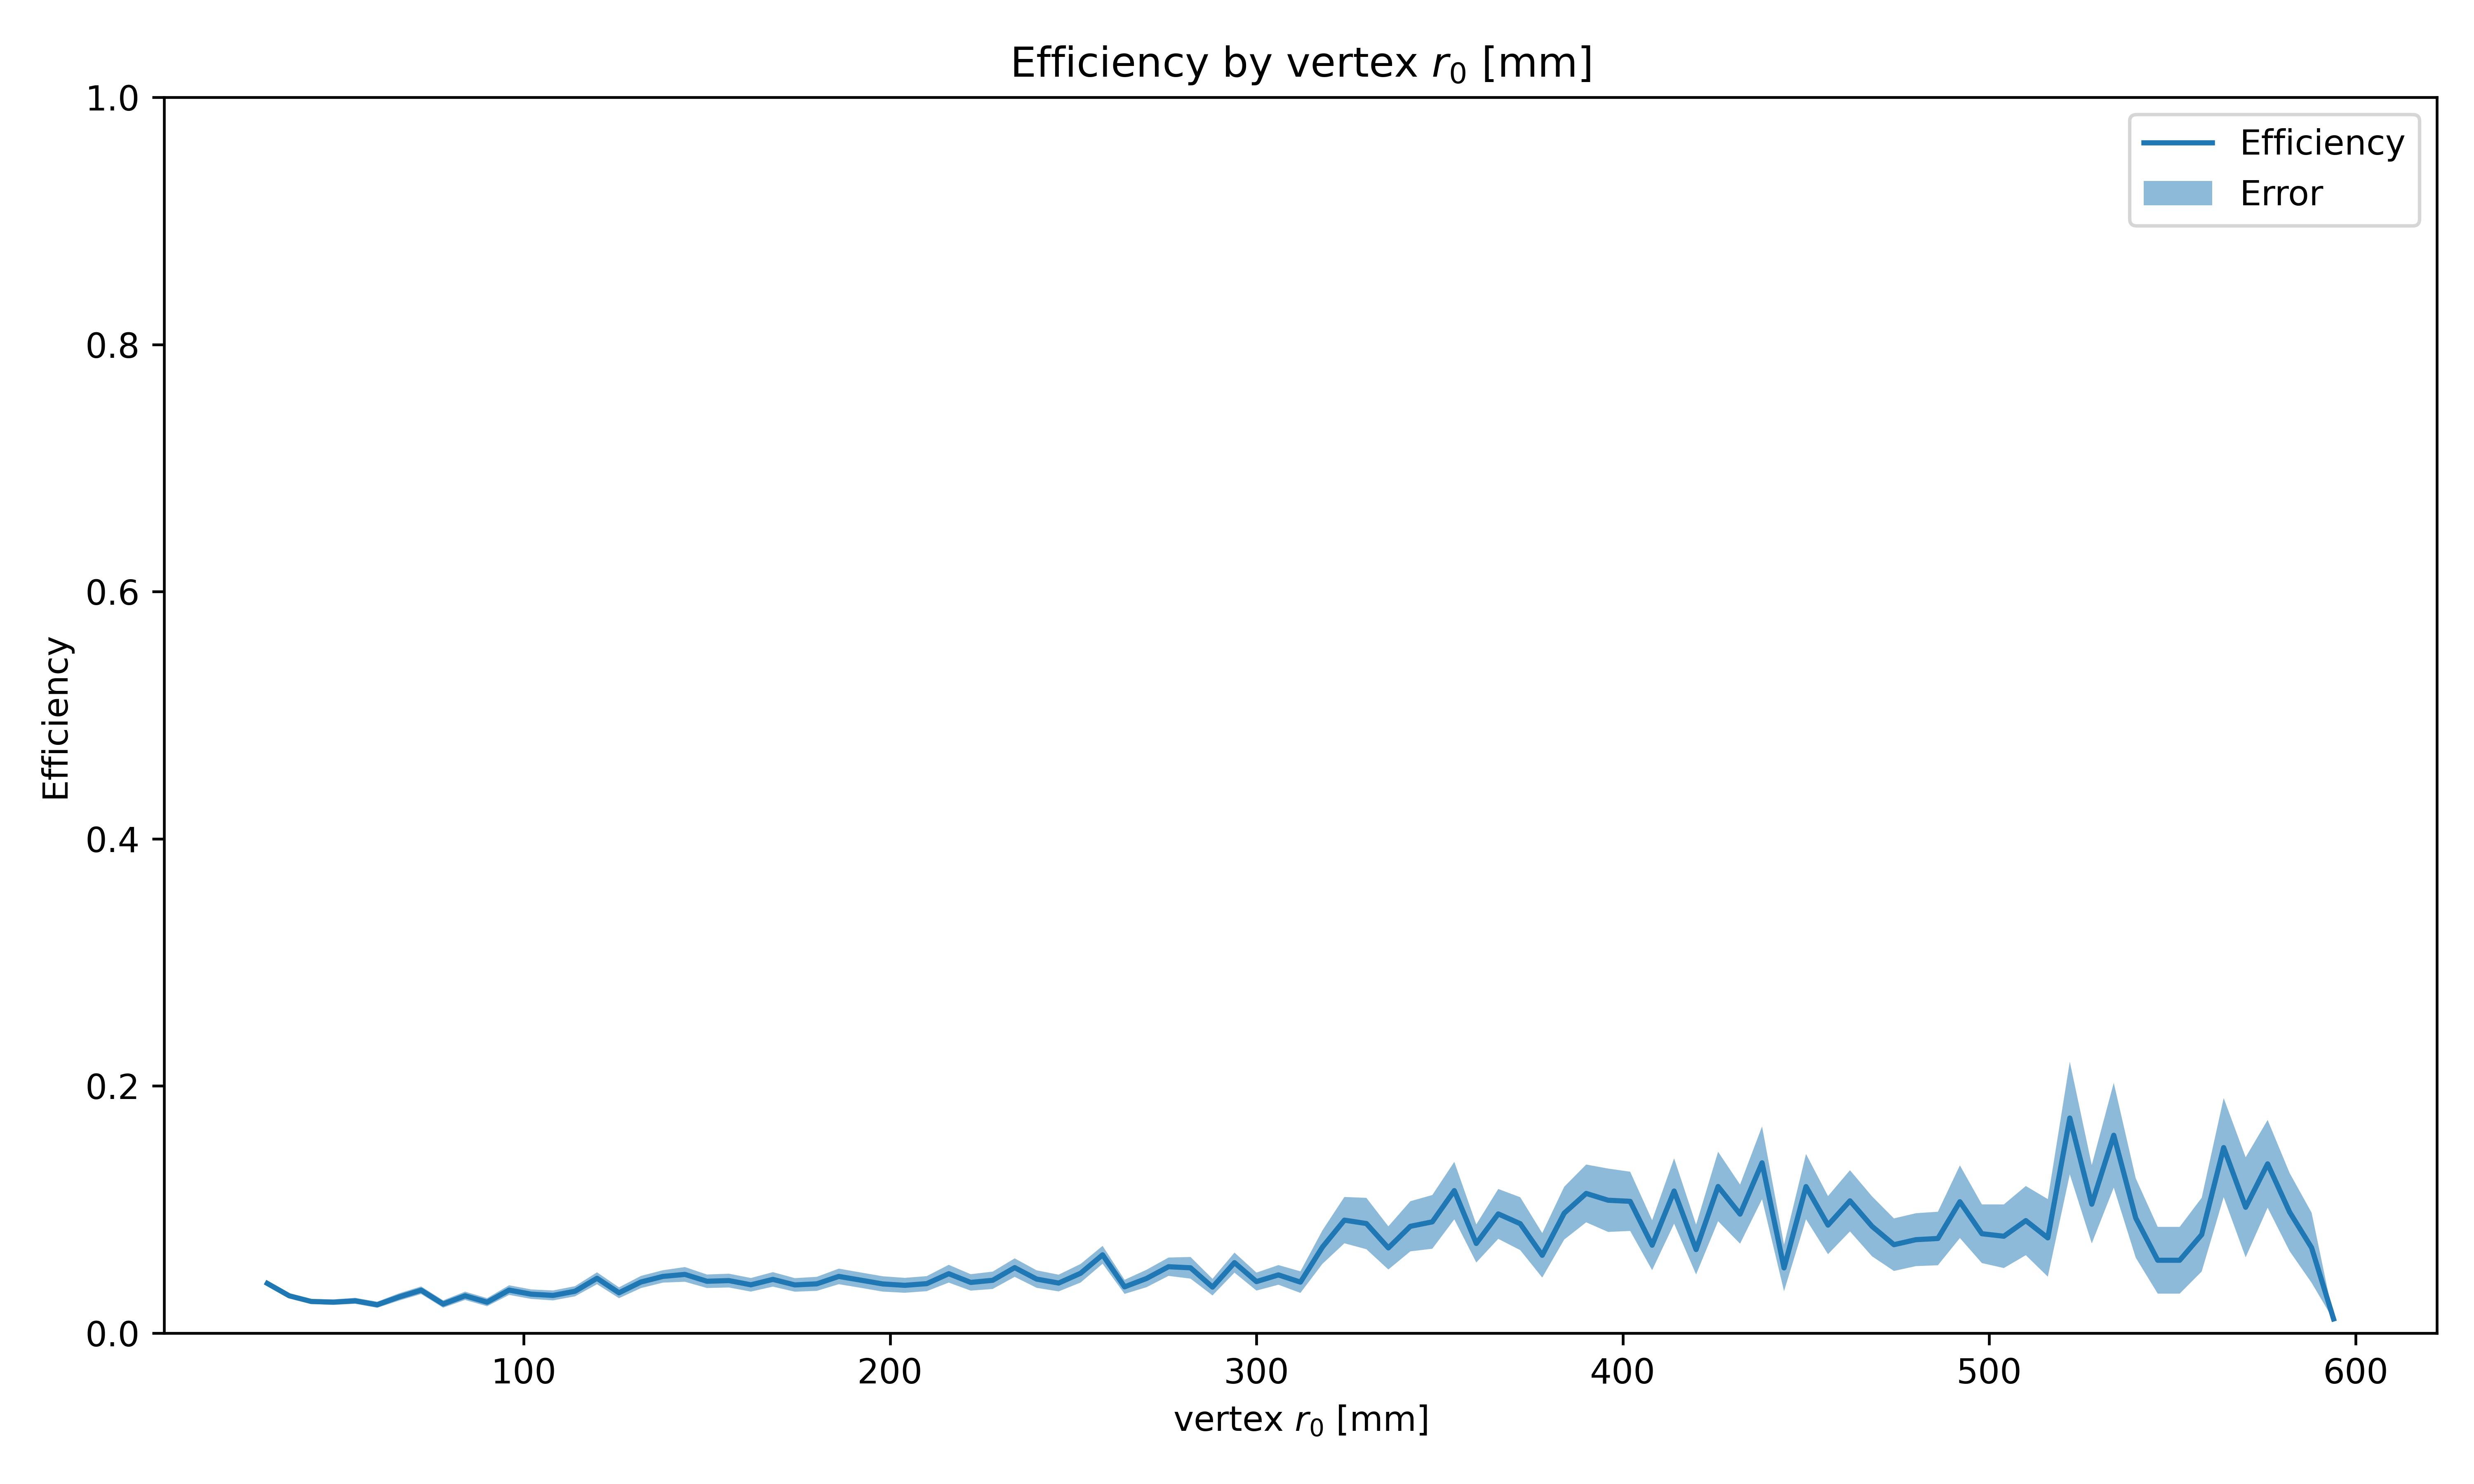 Efficiency by vertex r₀ [mm]
1.0
0.8
0.6
0.4
0.2
0.0
Efficiency
Efficiency
Error
100 200 300 400 500 600
vertex r₀ [mm]